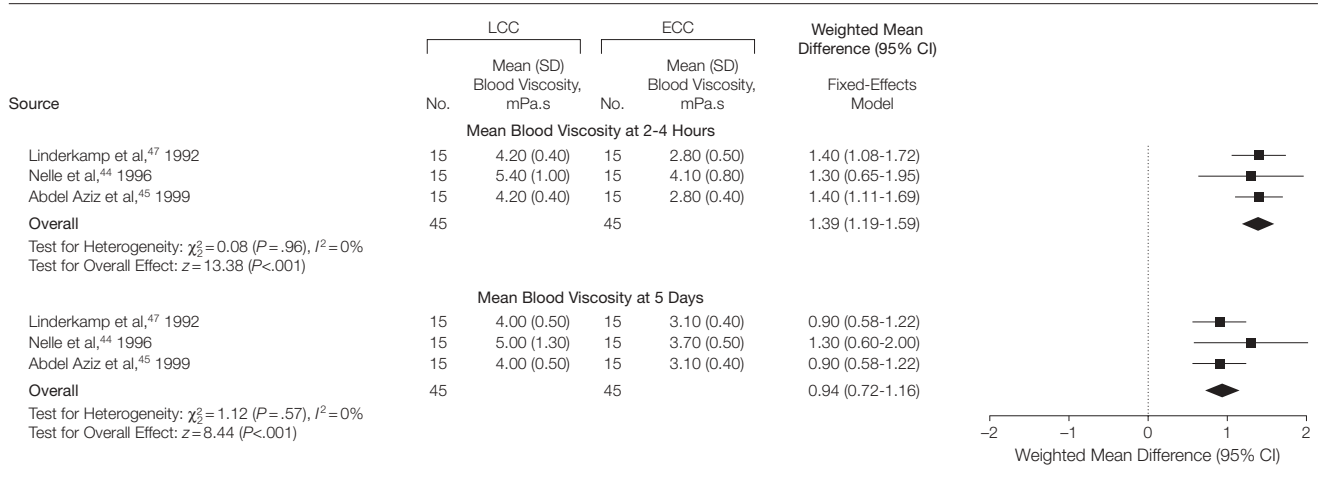 LCC ECC Weighted Mean
Difference (95% CI)
Mean (SD) Mean (SD)
Blood Viscosity, Blood Viscosity, Fixed-Effects
Source No. mPa.s No. mPa.s Model
Mean Blood Viscosity at 2-4 Hours
Linderkamp et al,47 1992 15 4.20 (0.40) 15 2.80 (0.50) 1.40 (1.08-1.72)
Nelle et al,44 1996 15 5.40 (1.00) 15 4.10 (0.80) 1.30 (0.65-1.95)
Abdel Aziz et al,45 1999 15 4.20 (0.40) 15 2.80 (0.40) 1.40 (1.11-1.69)
Overall 45 45 1.39 (1.19-1.59)
Test for Heterogeneity: χ²₂=0.08 (P=.96), I²=0%
Test for Overall Effect: z=13.38 (P<.001)
Mean Blood Viscosity at 5 Days
Linderkamp et al,47 1992 15 4.00 (0.50) 15 3.10 (0.40) 0.90 (0.58-1.22)
Nelle et al,44 1996 15 5.00 (1.30) 15 3.70 (0.50) 1.30 (0.60-2.00)
Abdel Aziz et al,45 1999 15 4.00 (0.50) 15 3.10 (0.40) 0.90 (0.58-1.22)
Overall 45 45 0.94 (0.72-1.16)
Test for Heterogeneity: χ²₂=1.12 (P=.57), I²=0%
Test for Overall Effect: z=8.44 (P<.001)
–2 –1 0 1 2
Weighted Mean Difference (95% CI)